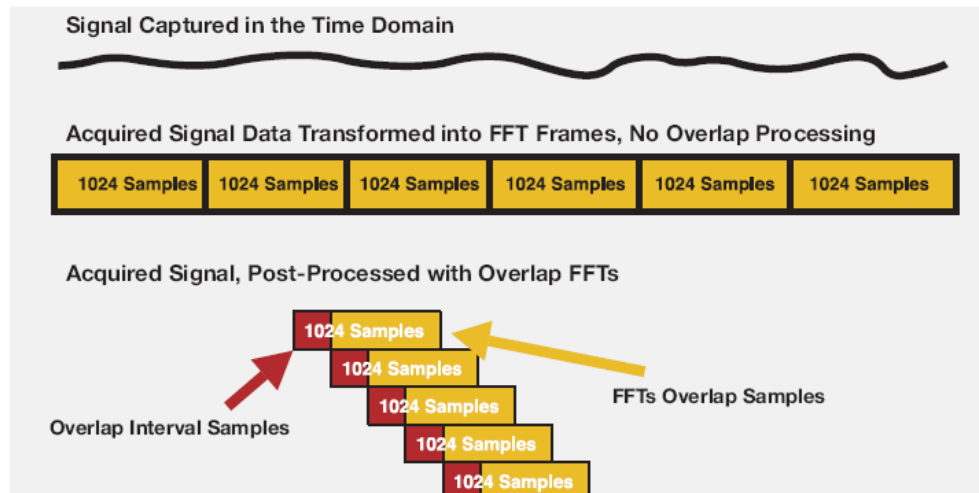 Signal Captured in the Time Domain
Acquired Signal Data Transformed into FFT Frames, No Overlap Processing
1024 Samples 1024 Samples 1024 Samples 1024 Samples 1024 Samples 1024 Samples
Acquired Signal, Post-Processed with Overlap FFTs
1024 Samples
1024 Samples
FFTs Overlap Samples
1024 Samples
Overlap Interval Samples
1024 Samples
1024 Samples